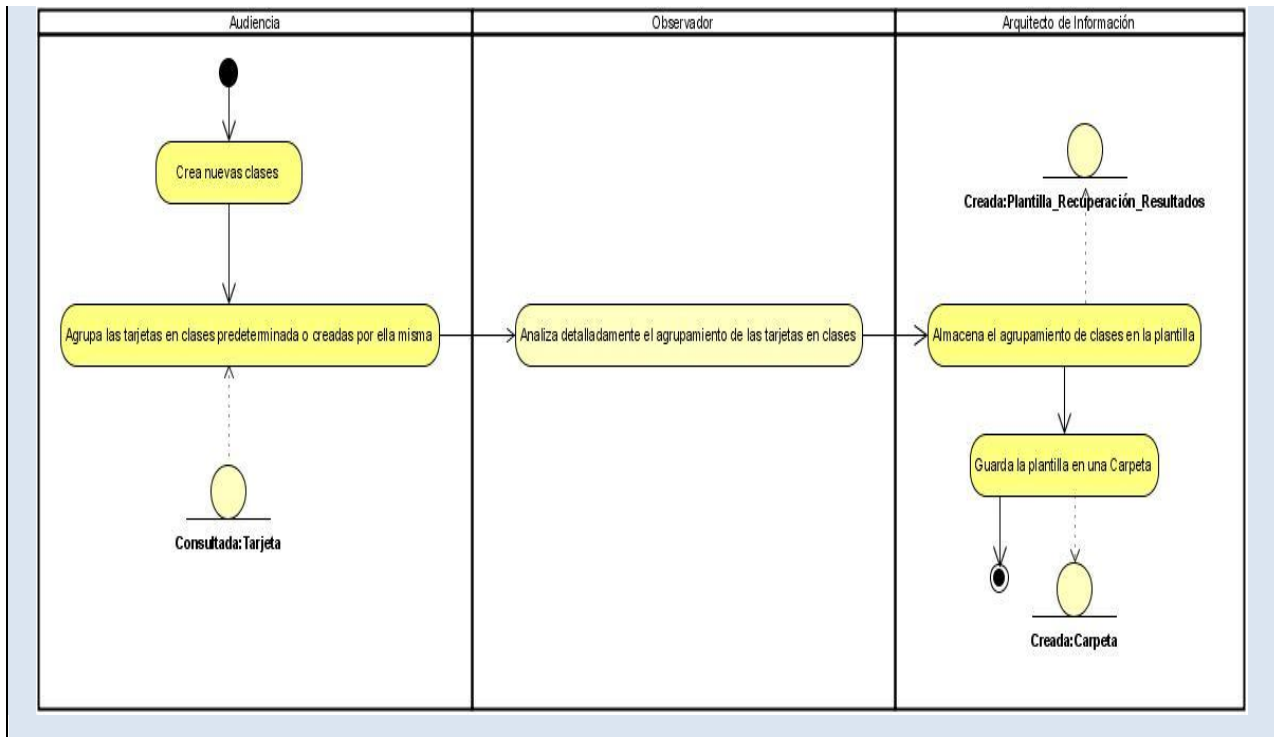 Audiencia
Observador
Arquitecto de Información
Crea nuevas clases
Creada:Plantilla_Recuperación_Resultados
Agrupa las tarjetas en clases predeterminada o creadas por ella misma
Analiza detalladamente el agrupamiento de las tarjetas en clases
Almacena el agrupamiento de clases en la plantilla
Guarda la plantilla en una Carpeta
Consultada:Tarjeta
Creada:Carpeta